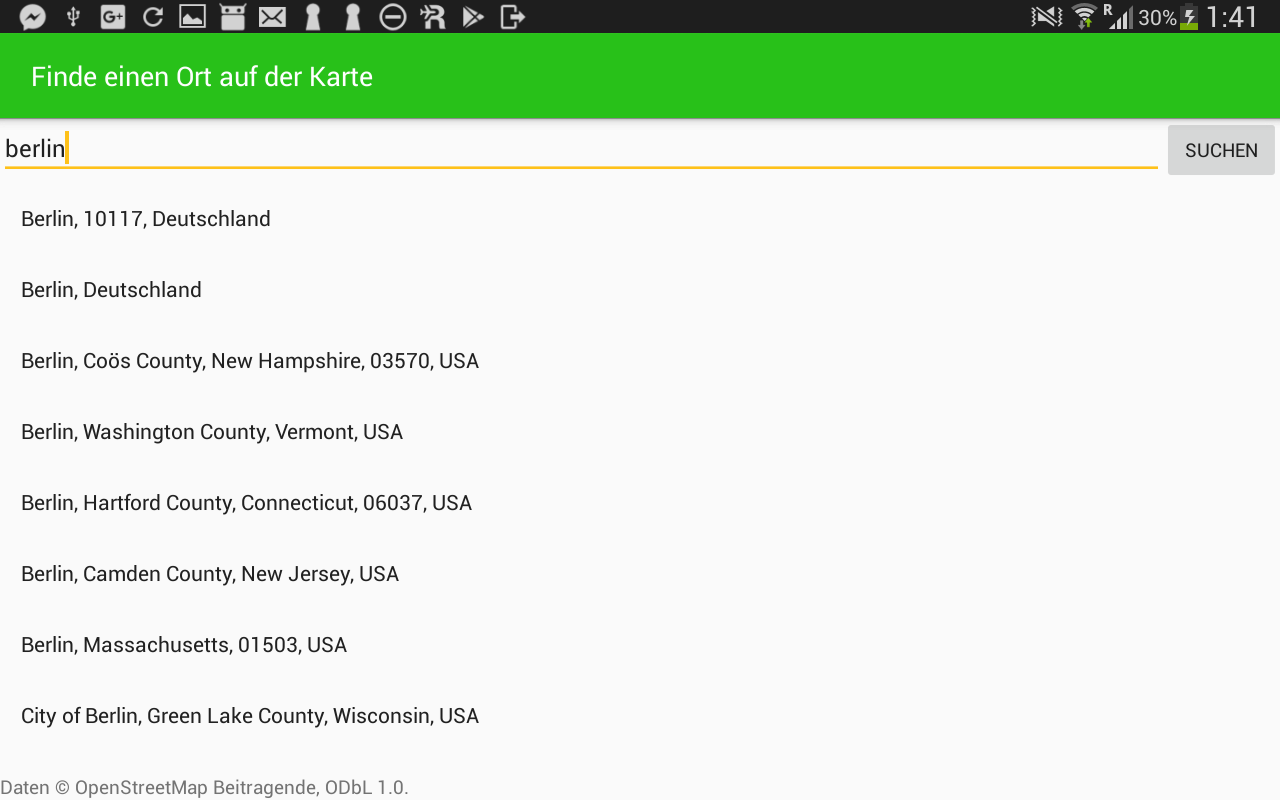 R 30% 1:41
Finde einen Ort auf der Karte
berlin SUCHEN
Berlin, 10117, Deutschland
Berlin, Deutschland
Berlin, Coös County, New Hampshire, 03570, USA
Berlin, Washington County, Vermont, USA
Berlin, Hartford County, Connecticut, 06037, USA
Berlin, Camden County, New Jersey, USA
Berlin, Massachusetts, 01503, USA
City of Berlin, Green Lake County, Wisconsin, USA
Daten © OpenStreetMap Beitragende, ODbL 1.0.